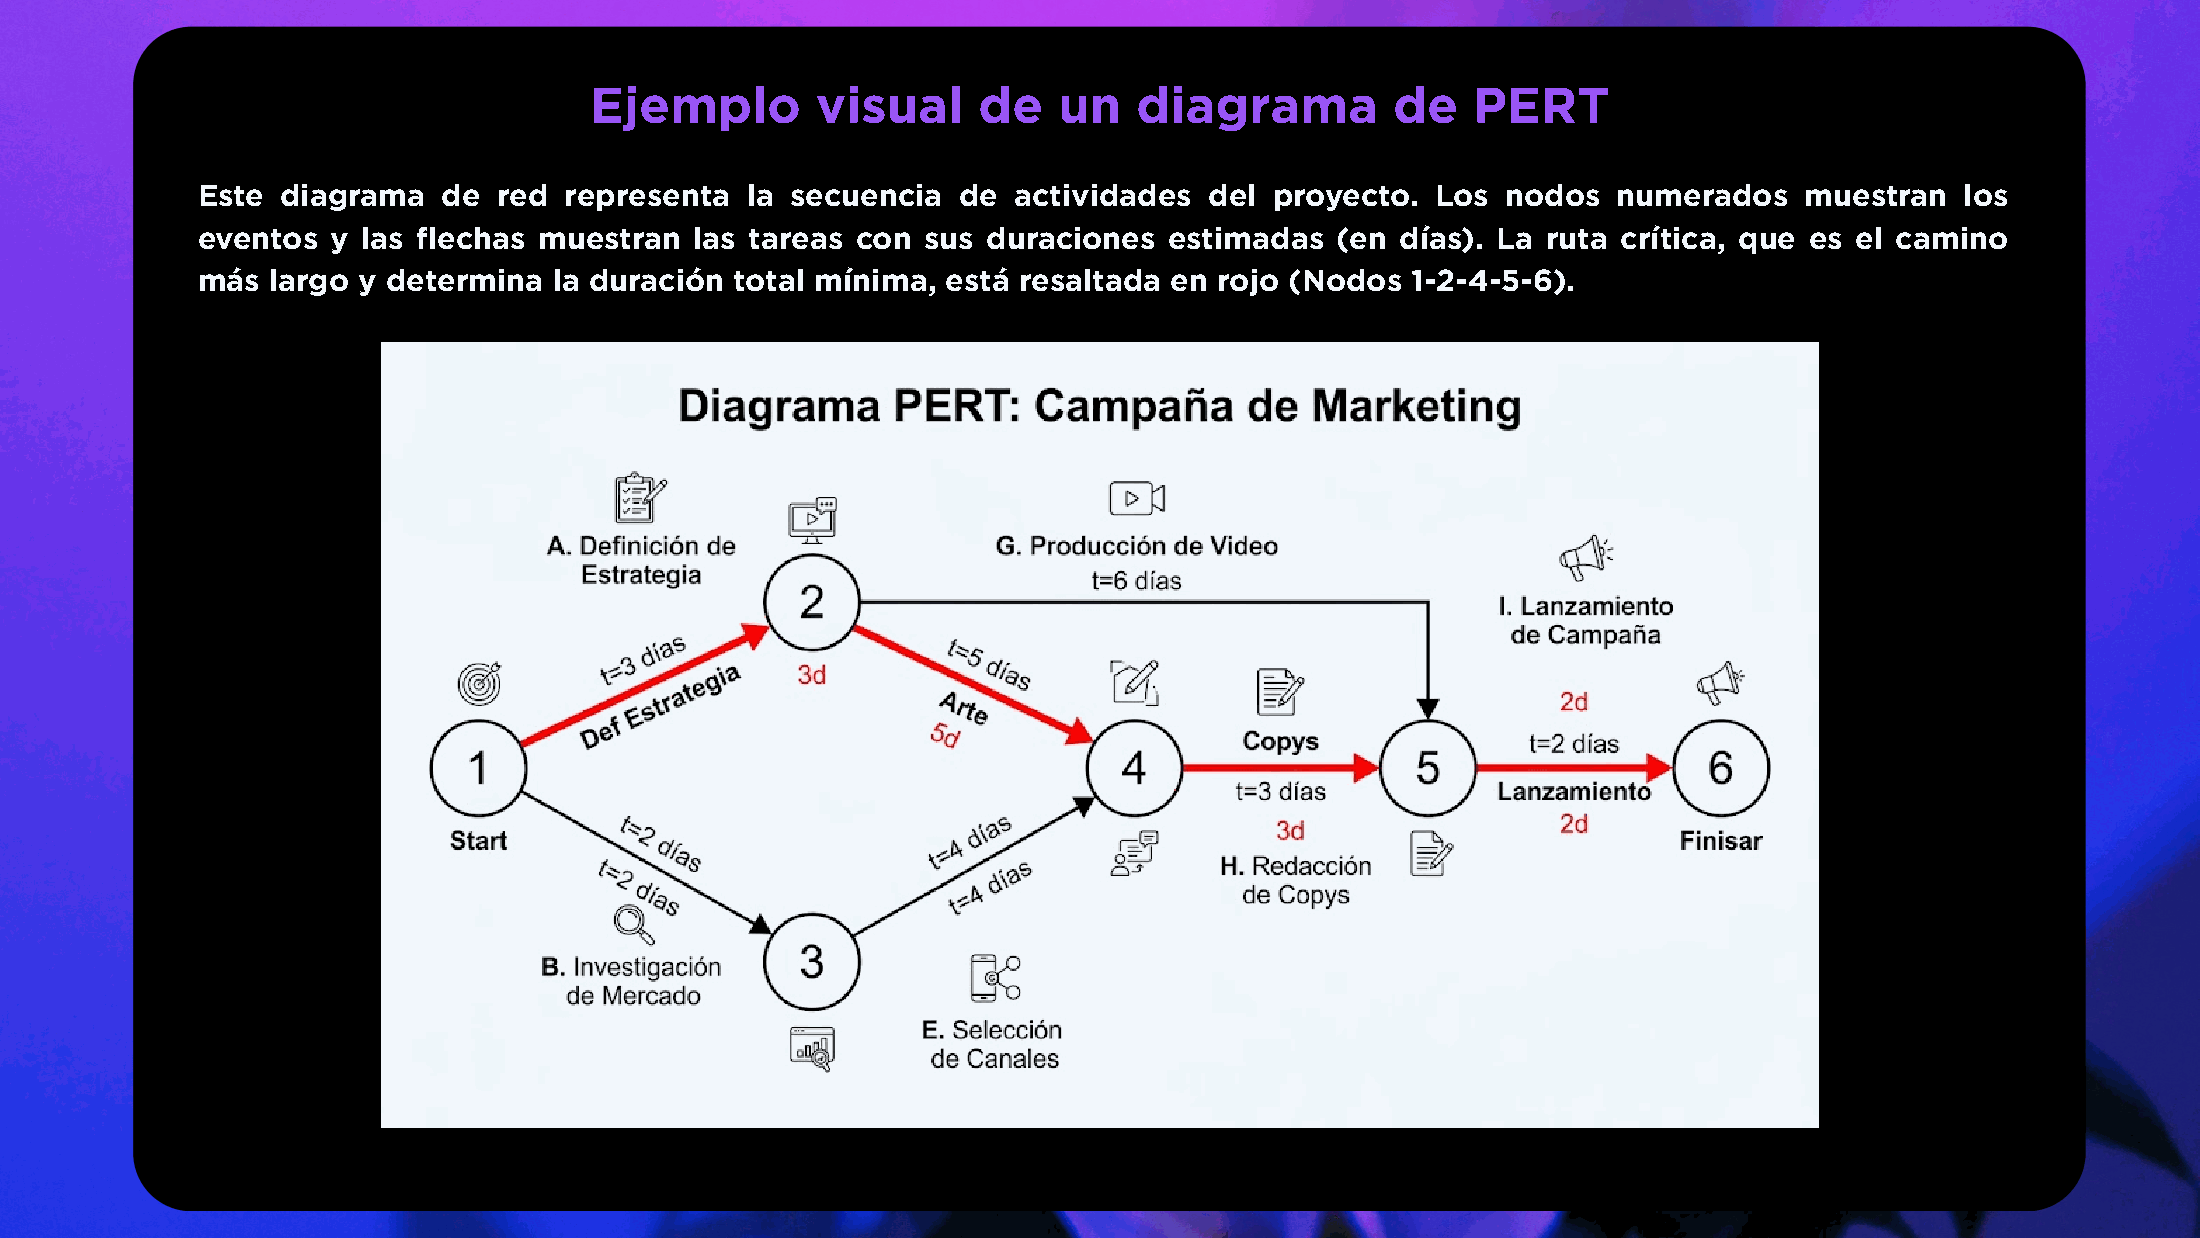 Ejemplo visual de un diagrama de PERT
Este diagrama de red representa la secuencia de actividades del proyecto. Los nodos numerados muestran los
eventos y las flechas muestran las tareas con sus duraciones estimadas (en días). La ruta crítica, que es el camino
más largo y determina la duración total mínima, está resaltada en rojo (Nodos 1-2-4-5-6).
Diagrama PERT: Campaña de Marketing
A. Definición de
Estrategia
G. Producción de Video
t=6 días
2
I. Lanzamiento
de Campaña
t=3 días
Def Estrategia
3d
t=5 días
Arte
5d
2d
1
Start
4
Copys
t=3 días
3d
H. Redacción
de Copys
5
t=2 días
Lanzamiento
2d
6
Finisar
t=2 días
t=2 días
t=4 días
t=4 días
B. Investigación
de Mercado
3
E. Selección
de Canales